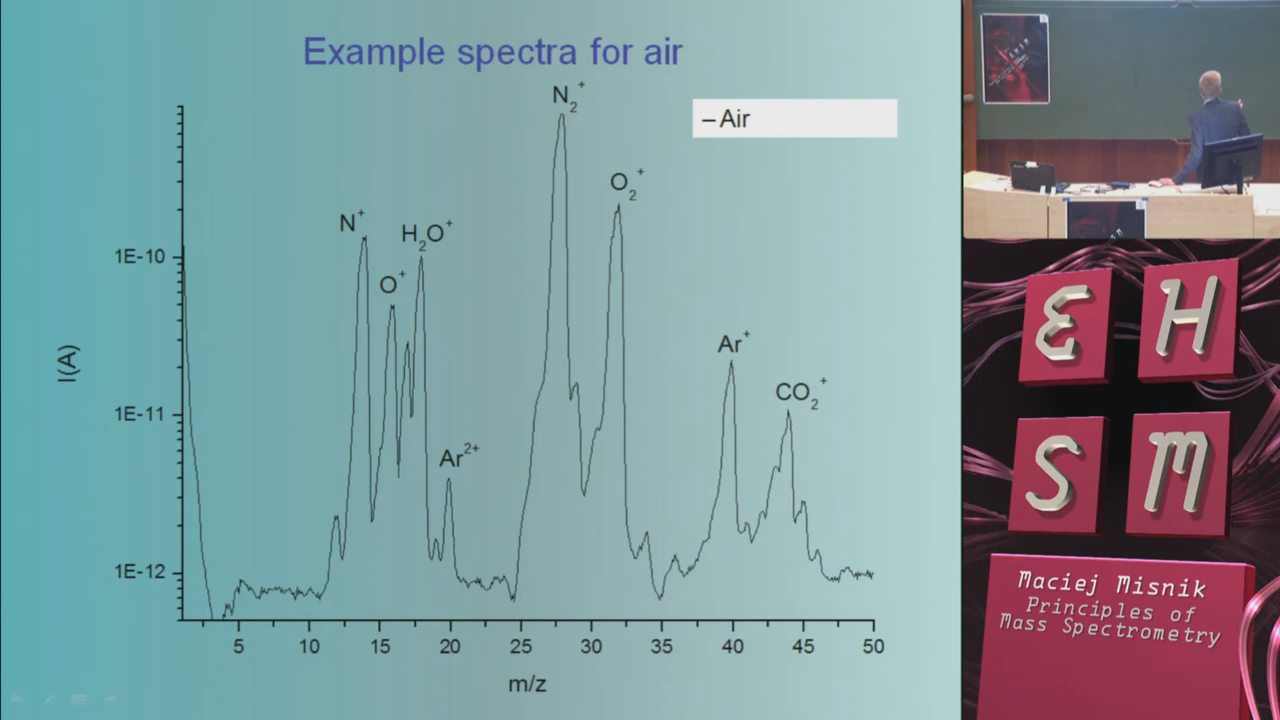 Example spectra for air
– Air
N₂⁺
O₂⁺
N⁺
H₂O⁺
O⁺
Ar⁺
CO₂⁺
Ar²⁺
1E-10
1E-11
1E-12
I(A)
5 10 15 20 25 30 35 40 45 50
m/z
E H
S M
Maciej Misnik
Principles of
Mass Spectrometry